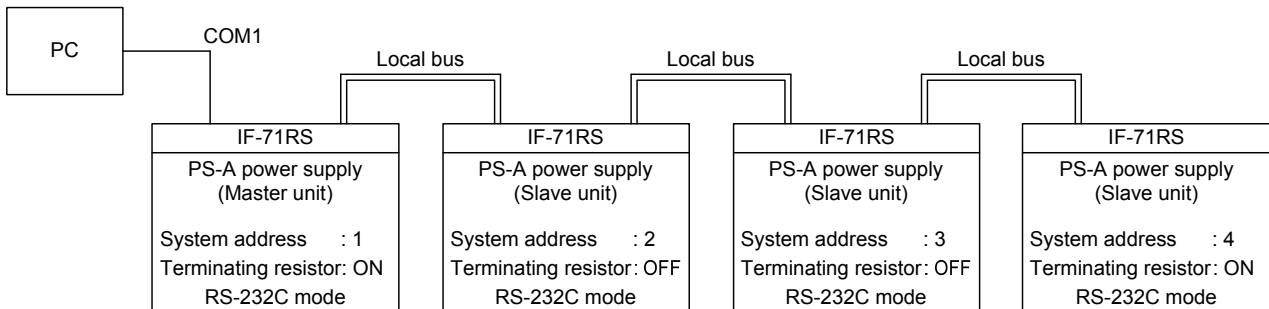 PC
COM1
Local bus
Local bus
Local bus
IF-71RS
PS-A power supply
(Master unit)
System address : 1
Terminating resistor: ON
RS-232C mode
IF-71RS
PS-A power supply
(Slave unit)
System address : 2
Terminating resistor: OFF
RS-232C mode
IF-71RS
PS-A power supply
(Slave unit)
System address : 3
Terminating resistor: OFF
RS-232C mode
IF-71RS
PS-A power supply
(Slave unit)
System address : 4
Terminating resistor: ON
RS-232C mode